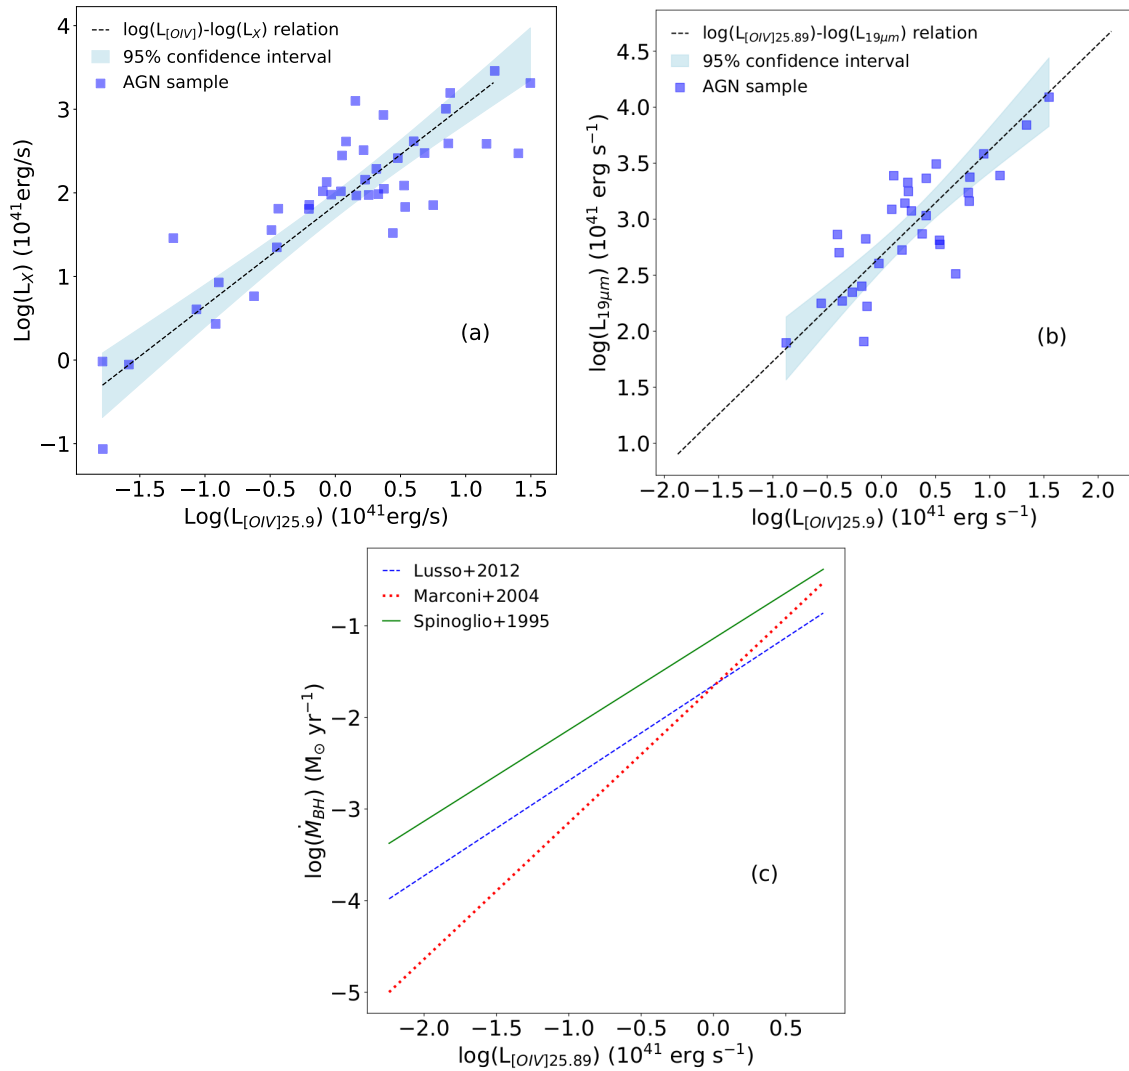 log(L[OIV])-log(LX) relation
95% confidence interval
AGN sample
4
3
2
1
0
−1
Log(LX) (10^41erg/s)
(a)
−1.5 −1.0 −0.5 0.0 0.5 1.0 1.5
Log(L[OIV]25.9) (10^41erg/s)
log(L[OIV]25.89)-log(L19μm) relation
95% confidence interval
AGN sample
4.5
4.0
3.5
3.0
2.5
2.0
1.5
1.0
log(L19μm) (10^41 erg s−1)
(b)
−2.0 −1.5 −1.0 −0.5 0.0 0.5 1.0 1.5 2.0
log(L[OIV]25.9) (10^41 erg s−1)
Lusso+2012
Marconi+2004
Spinoglio+1995
−1
−2
−3
−4
−5
log(ṀBH) (M⊙ yr−1)
(c)
−2.0 −1.5 −1.0 −0.5 0.0 0.5
log(L[OIV]25.89) (10^41 erg s−1)